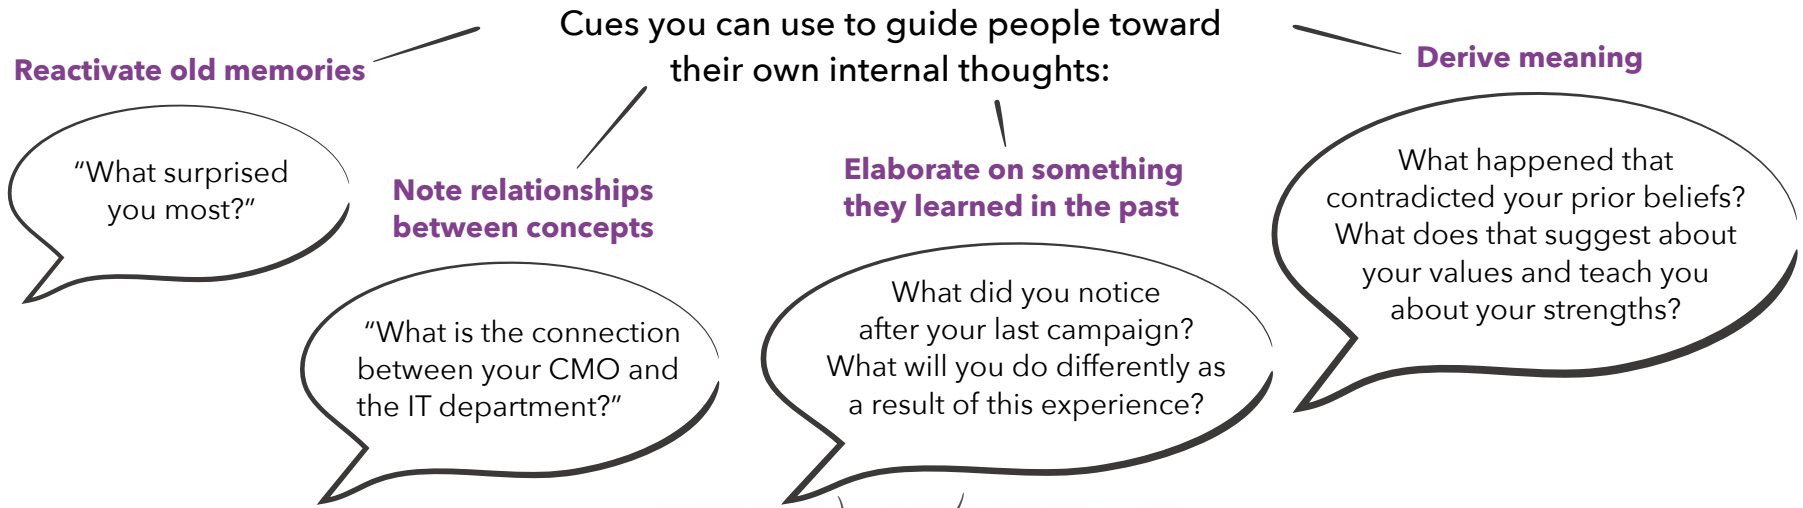 Cues you can use to guide people toward
their own internal thoughts:
Reactivate old memories
“What surprised
you most?”
Note relationships
between concepts
“What is the connection
between your CMO and
the IT department?”
Elaborate on something
they learned in the past
What did you notice
after your last campaign?
What will you do differently as
a result of this experience?
Derive meaning
What happened that
contradicted your prior beliefs?
What does that suggest about
your values and teach you
about your strengths?